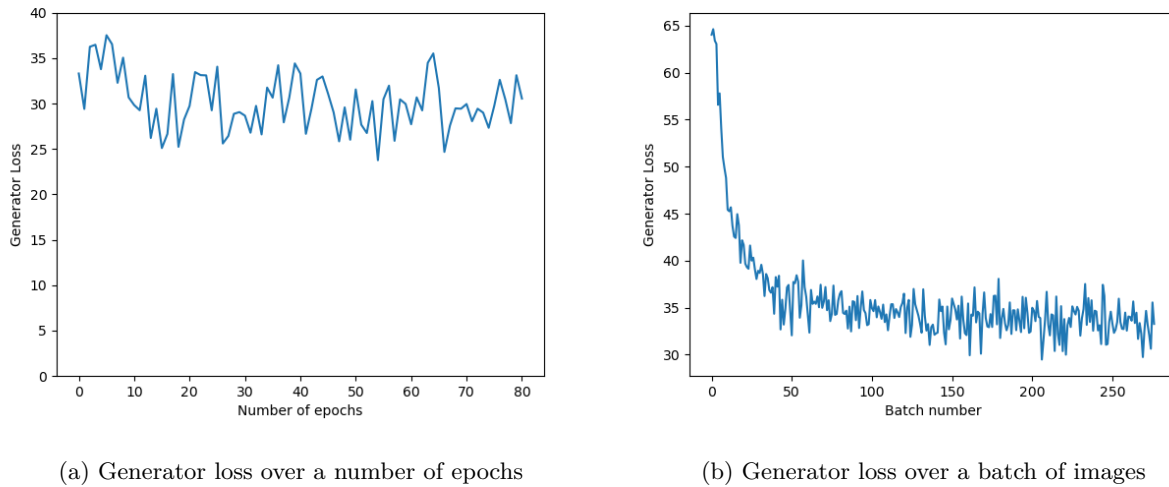 40
35
30
25
20
15
10
5
0
Generator Loss
0 10 20 30 40 50 60 70 80
Number of epochs
(a) Generator loss over a number of epochs
65
60
55
50
45
40
35
30
Generator Loss
0 50 100 150 200 250
Batch number
(b) Generator loss over a batch of images